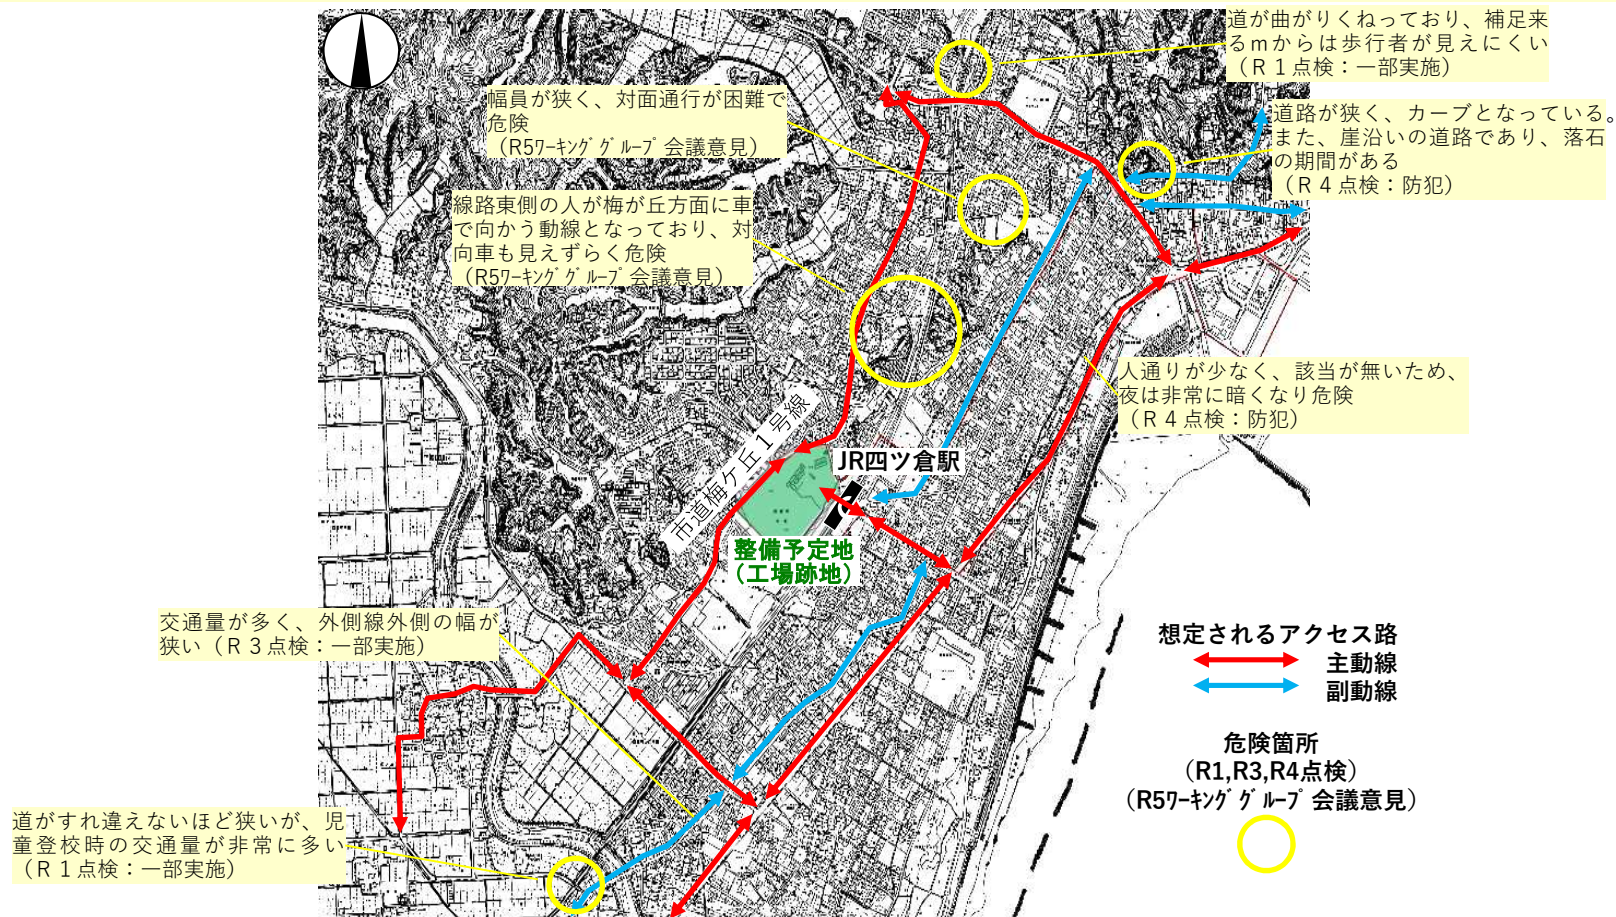 道が曲がりくねっており、補足来
るmからは歩行者が見えにくい
（Ｒ１点検：一部実施）
幅員が狭く、対面通行が困難で
危険
（R5ﾜｰｷﾝｸﾞｸﾞﾙｰﾌﾟ会議意見）
道路が狭く、カーブとなっている。
また、崖沿いの道路であり、落石
の期間がある
（Ｒ４点検：防犯）
線路東側の人が梅が丘方面に車
で向かう動線となっており、対
向車も見えずらく危険
（R5ﾜｰｷﾝｸﾞｸﾞﾙｰﾌﾟ会議意見）
人通りが少なく、該当が無いため、
夜は非常に暗くなり危険
（Ｒ４点検：防犯）
市道梅ケ丘１号線
JR四ツ倉駅
整備予定地
（工場跡地）
交通量が多く、外側線外側の幅が
狭い（Ｒ３点検：一部実施）
想定されるアクセス路
主動線
副動線
危険箇所
（R1,R3,R4点検）
（R5ﾜｰｷﾝｸﾞｸﾞﾙｰﾌﾟ会議意見）
道がすれ違えないほど狭いが、児
童登校時の交通量が非常に多い
（Ｒ１点検：一部実施）